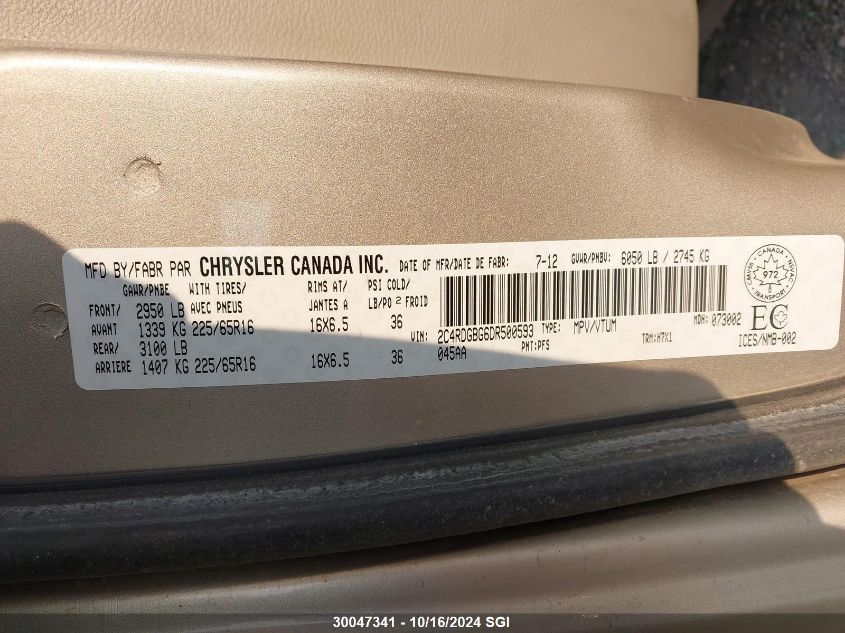 MFD BY/FABR PAR CHRYSLER CANADA INC. DATE OF MFR/DATE DE FABR: 7-12 GVWR/PNBV: 6050 LB / 2745 KG
GAWR/PNBE WITH TIRES/ RIMS AT/ PSI COLD/
FRONT/ 2950 LB AVEC PNEUS JANTES A LB/PO2 FROID
AVANT 1339 KG 225/65R16 16X6.5 36
REAR/ 3100 LB
ARRIERE 1407 KG 225/65R16 16X6.5 36
VIN: 2C4RDGBG6DR500593 TYPE: MPV/VTUM MDH: 073002
045AA PNT:PFS TRM:H7X1
CANADA
972
TRANSPORTS
EC
ICES/NMB-002
30047341 - 10/16/2024 SGI